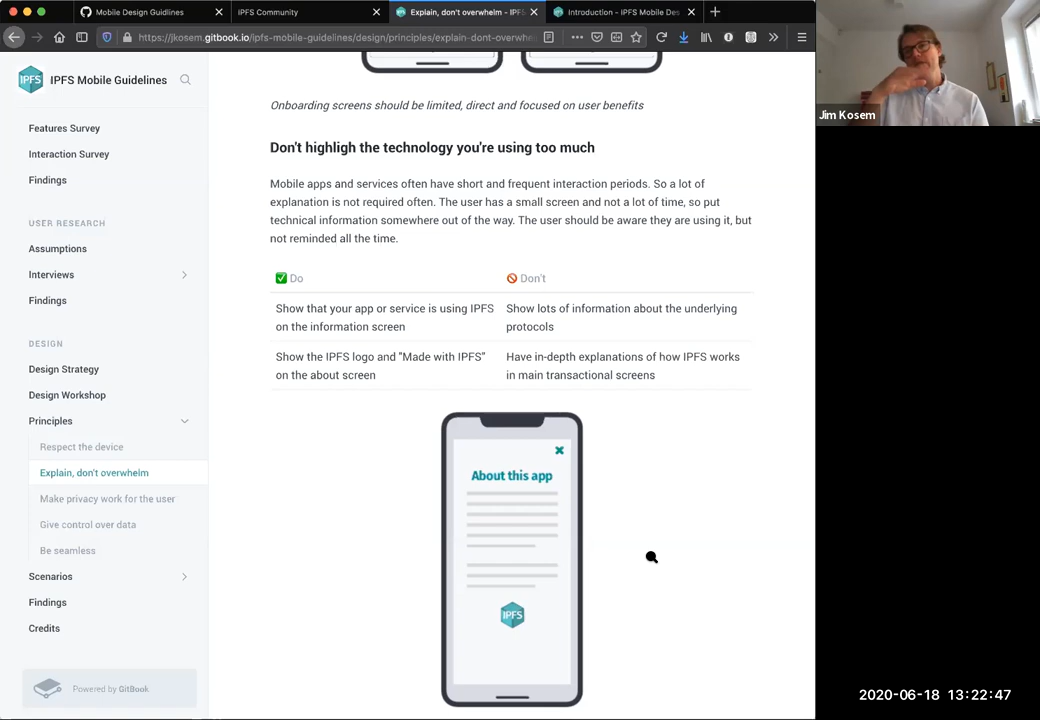 Mobile Design Guidlines
IPFS Community
Explain, don't overwhelm - IPFS
Introduction - IPFS Mobile Des
https://jkosem.gitbook.io/ipfs-mobile-guidelines/design/principles/explain-dont-overwhe
IPFS
IPFS Mobile Guidelines
Features Survey
Interaction Survey
Findings
USER RESEARCH
Assumptions
Interviews
Findings
DESIGN
Design Strategy
Design Workshop
Principles
Respect the device
Explain, don't overwhelm
Make privacy work for the user
Give control over data
Be seamless
Scenarios
Findings
Credits
Powered by GitBook
Onboarding screens should be limited, direct and focused on user benefits
Don't highligh the technology you're using too much
Mobile apps and services often have short and frequent interaction periods. So a lot of
explanation is not required often. The user has a small screen and not a lot of time, so put
technical information somewhere out of the way. The user should be aware they are using it, but
not reminded all the time.
Do
Don't
Show that your app or service is using IPFS
on the information screen
Show lots of information about the underlying
protocols
Show the IPFS logo and "Made with IPFS"
on the about screen
Have in-depth explanations of how IPFS works
in main transactional screens
About this app
IPFS
Jim Kosem
2020-06-18 13:22:47